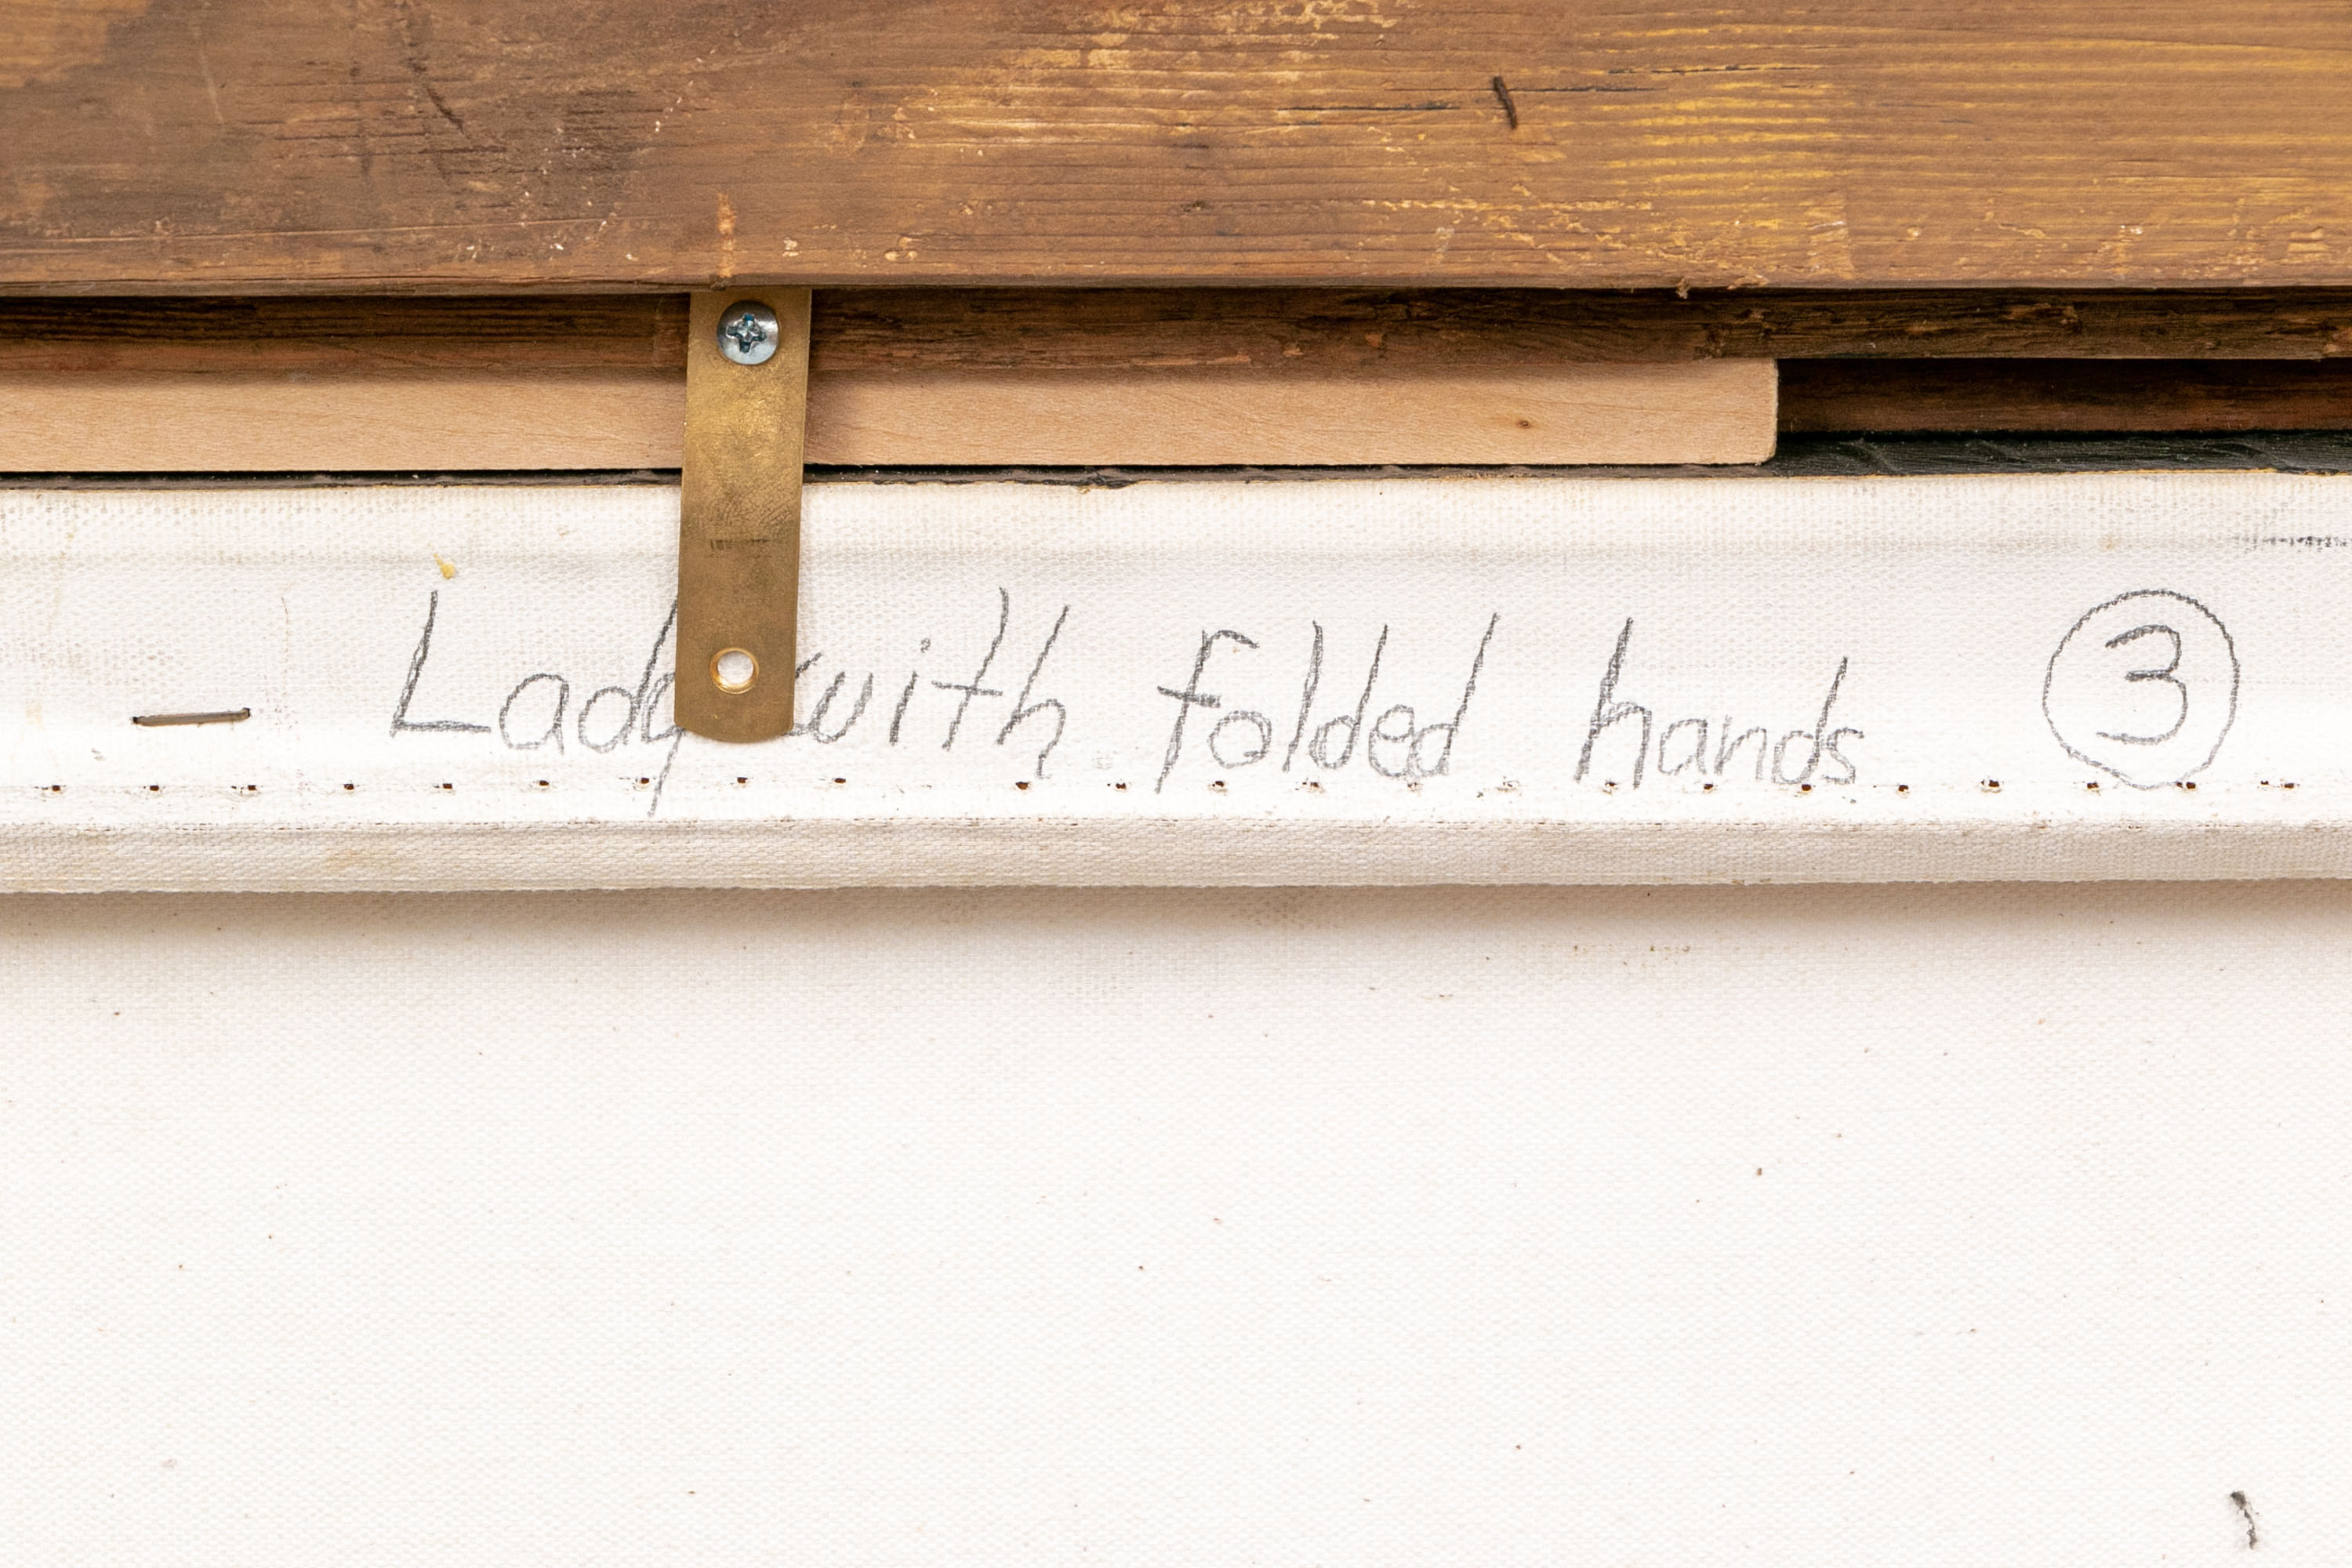 Lady with folded hands ③